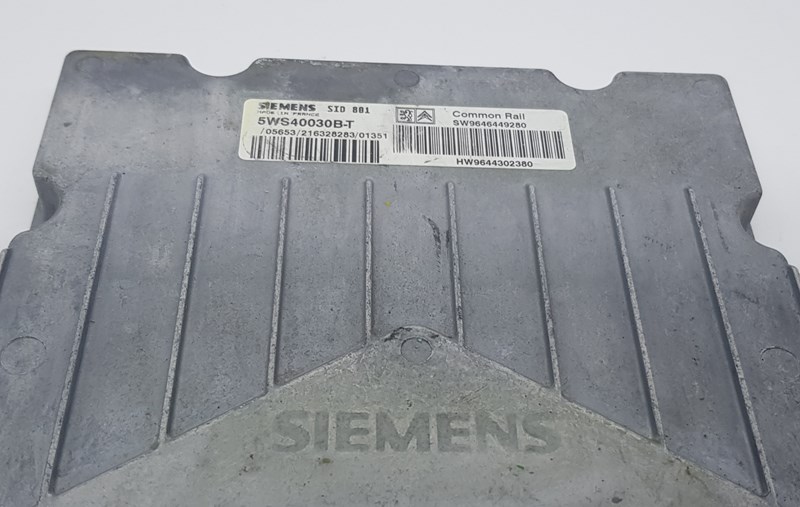 SIEMENS SID 801
MADE IN FRANCE
5WS40030B-T
/05653/216328283/01351
Common Rail
SW9646449280
HW9644302380
SIEMENS